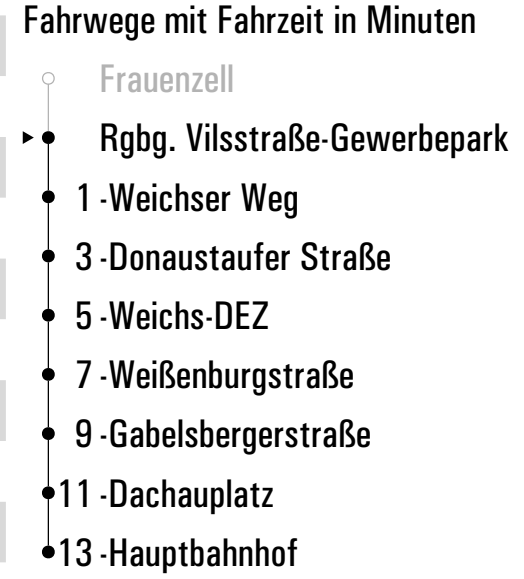 Fahrwege mit Fahrzeit in Minuten
Frauenzell
Rgbg. Vilsstraße-Gewerbepark
1 -Weichser Weg
3 -Donaustaufer Straße
5 -Weichs-DEZ
7 -Weißenburgstraße
9 -Gabelsbergerstraße
11 -Dachauplatz
13 -Hauptbahnhof